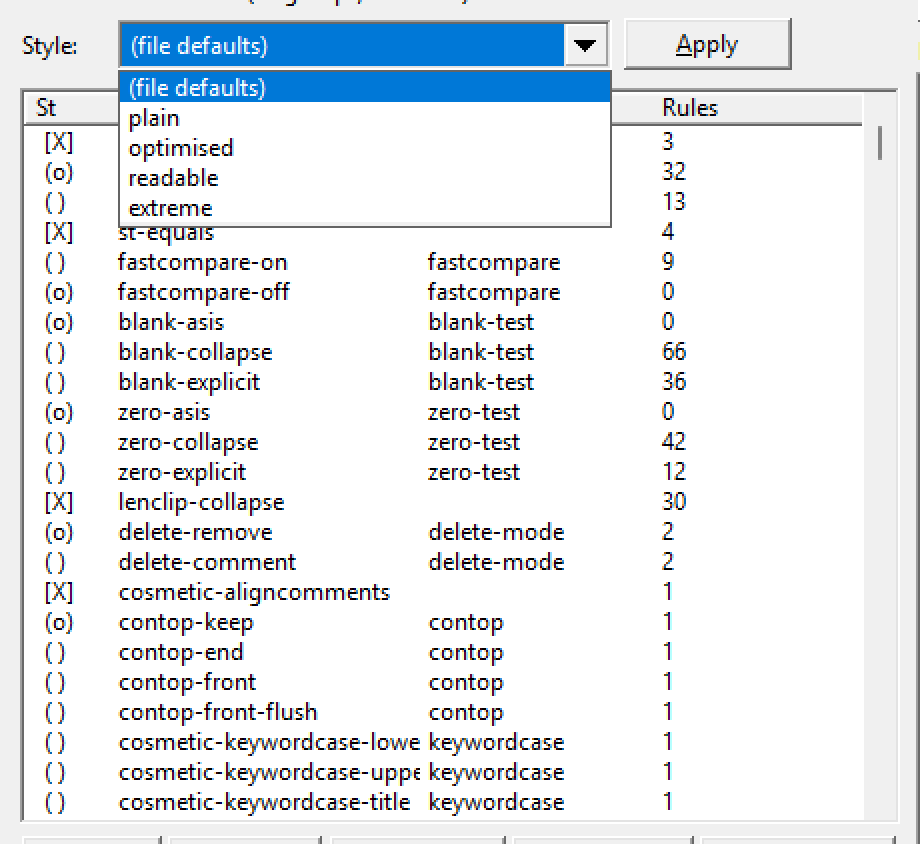 Style: (file defaults) Apply
(file defaults)
plain
optimised
readable
extreme
St Rules
[X] 3
(o) 32
( ) 13
[X] st-equals 4
( ) fastcompare-on fastcompare 9
(o) fastcompare-off fastcompare 0
(o) blank-asis blank-test 0
( ) blank-collapse blank-test 66
( ) blank-explicit blank-test 36
(o) zero-asis zero-test 0
( ) zero-collapse zero-test 42
( ) zero-explicit zero-test 12
[X] lenclip-collapse 30
(o) delete-remove delete-mode 2
( ) delete-comment delete-mode 2
[X] cosmetic-aligncomments 1
(o) contop-keep contop 1
( ) contop-end contop 1
( ) contop-front contop 1
( ) contop-front-flush contop 1
( ) cosmetic-keywordcase-lowe keywordcase 1
( ) cosmetic-keywordcase-uppe keywordcase 1
( ) cosmetic-keywordcase-title keywordcase 1